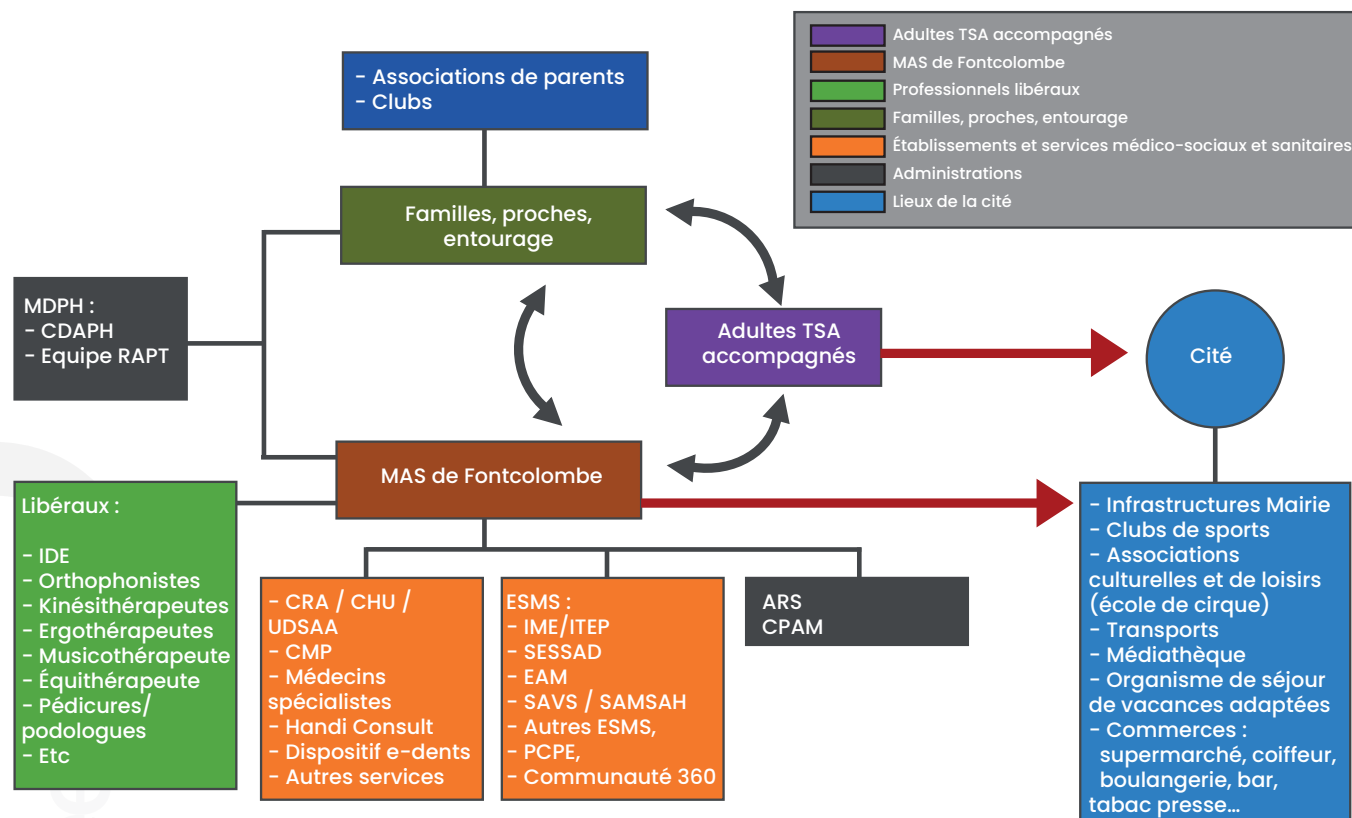 - Associations de parents
- Clubs
Adultes TSA accompagnés
MAS de Fontcolombe
Professionnels libéraux
Familles, proches, entourage
Établissements et services médico-sociaux et sanitaires
Administrations
Lieux de la cité
Familles, proches,
entourage
MDPH :
- CDAPH
- Equipe RAPT
Adultes TSA
accompagnés
Cité
MAS de Fontcolombe
Libéraux :
- IDE
- Orthophonistes
- Kinésithérapeutes
- Ergothérapeutes
- Musicothérapeute
- Équithérapeute
- Pédicures/
podologues
- Etc
- CRA / CHU /
UDSAA
- CMP
- Médecins
spécialistes
- Handi Consult
- Dispositif e-dents
- Autres services
ESMS :
- IME/ITEP
- SESSAD
- EAM
- SAVS / SAMSAH
- Autres ESMS,
- PCPE,
- Communauté 360
ARS
CPAM
- Infrastructures Mairie
- Clubs de sports
- Associations
culturelles et de loisirs
(école de cirque)
- Transports
- Médiathèque
- Organisme de séjour
de vacances adaptées
- Commerces :
supermarché, coiffeur,
boulangerie, bar,
tabac presse...